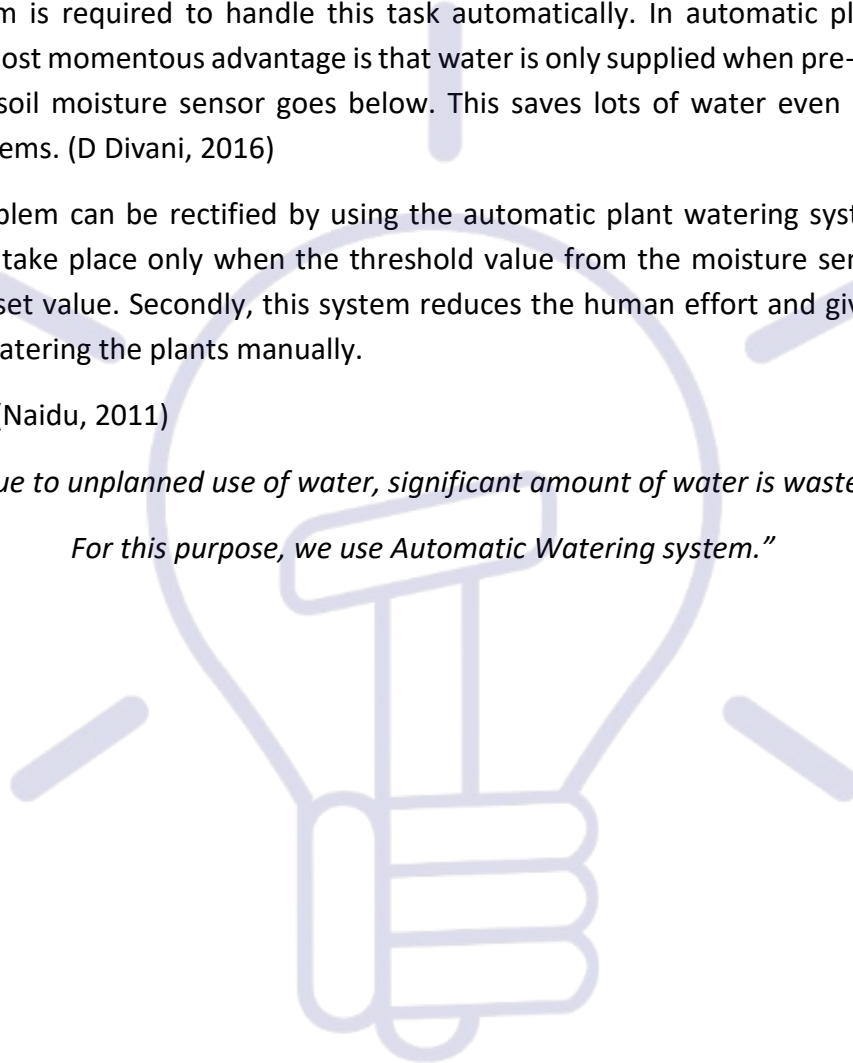 m is required to handle this task automatically. In automatic pl
ost momentous advantage is that water is only supplied when pre-
soil moisture sensor goes below. This saves lots of water even
ems. (D Divani, 2016)
blem can be rectified by using the automatic plant watering syst
take place only when the threshold value from the moisture sen
set value. Secondly, this system reduces the human effort and giv
atering the plants manually.
(Naidu, 2011)
ue to unplanned use of water, significant amount of water is waste
For this purpose, we use Automatic Watering system.”